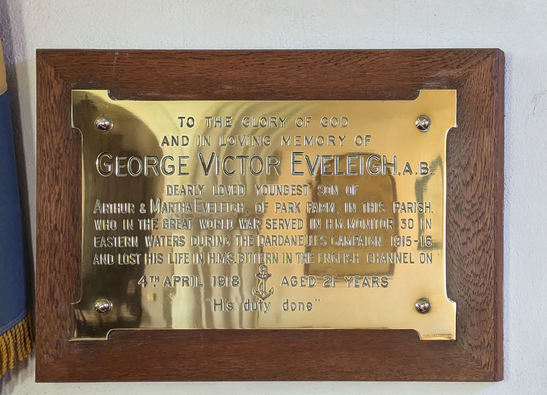 TO THE GLORY OF GOD
AND IN LOVING MEMORY OF
GEORGE VICTOR EVELEIGH. A.B.
DEARLY LOVED YOUNGEST SON OF
ARTHUR & MARTHA EVELEIGH, OF PARK FARM, IN THIS PARISH,
WHO IN THE GREAT WORLD WAR SERVED IN H.M. MONITOR 30 IN
EASTERN WATERS DURING THE DARDANELLES CAMPAIGN 1915-16
AND LOST HIS LIFE IN H.M.S. BITTERN IN THE ENGLISH CHANNEL ON
4TH APRIL 1918 AGED 21 YEARS
"His duty done"